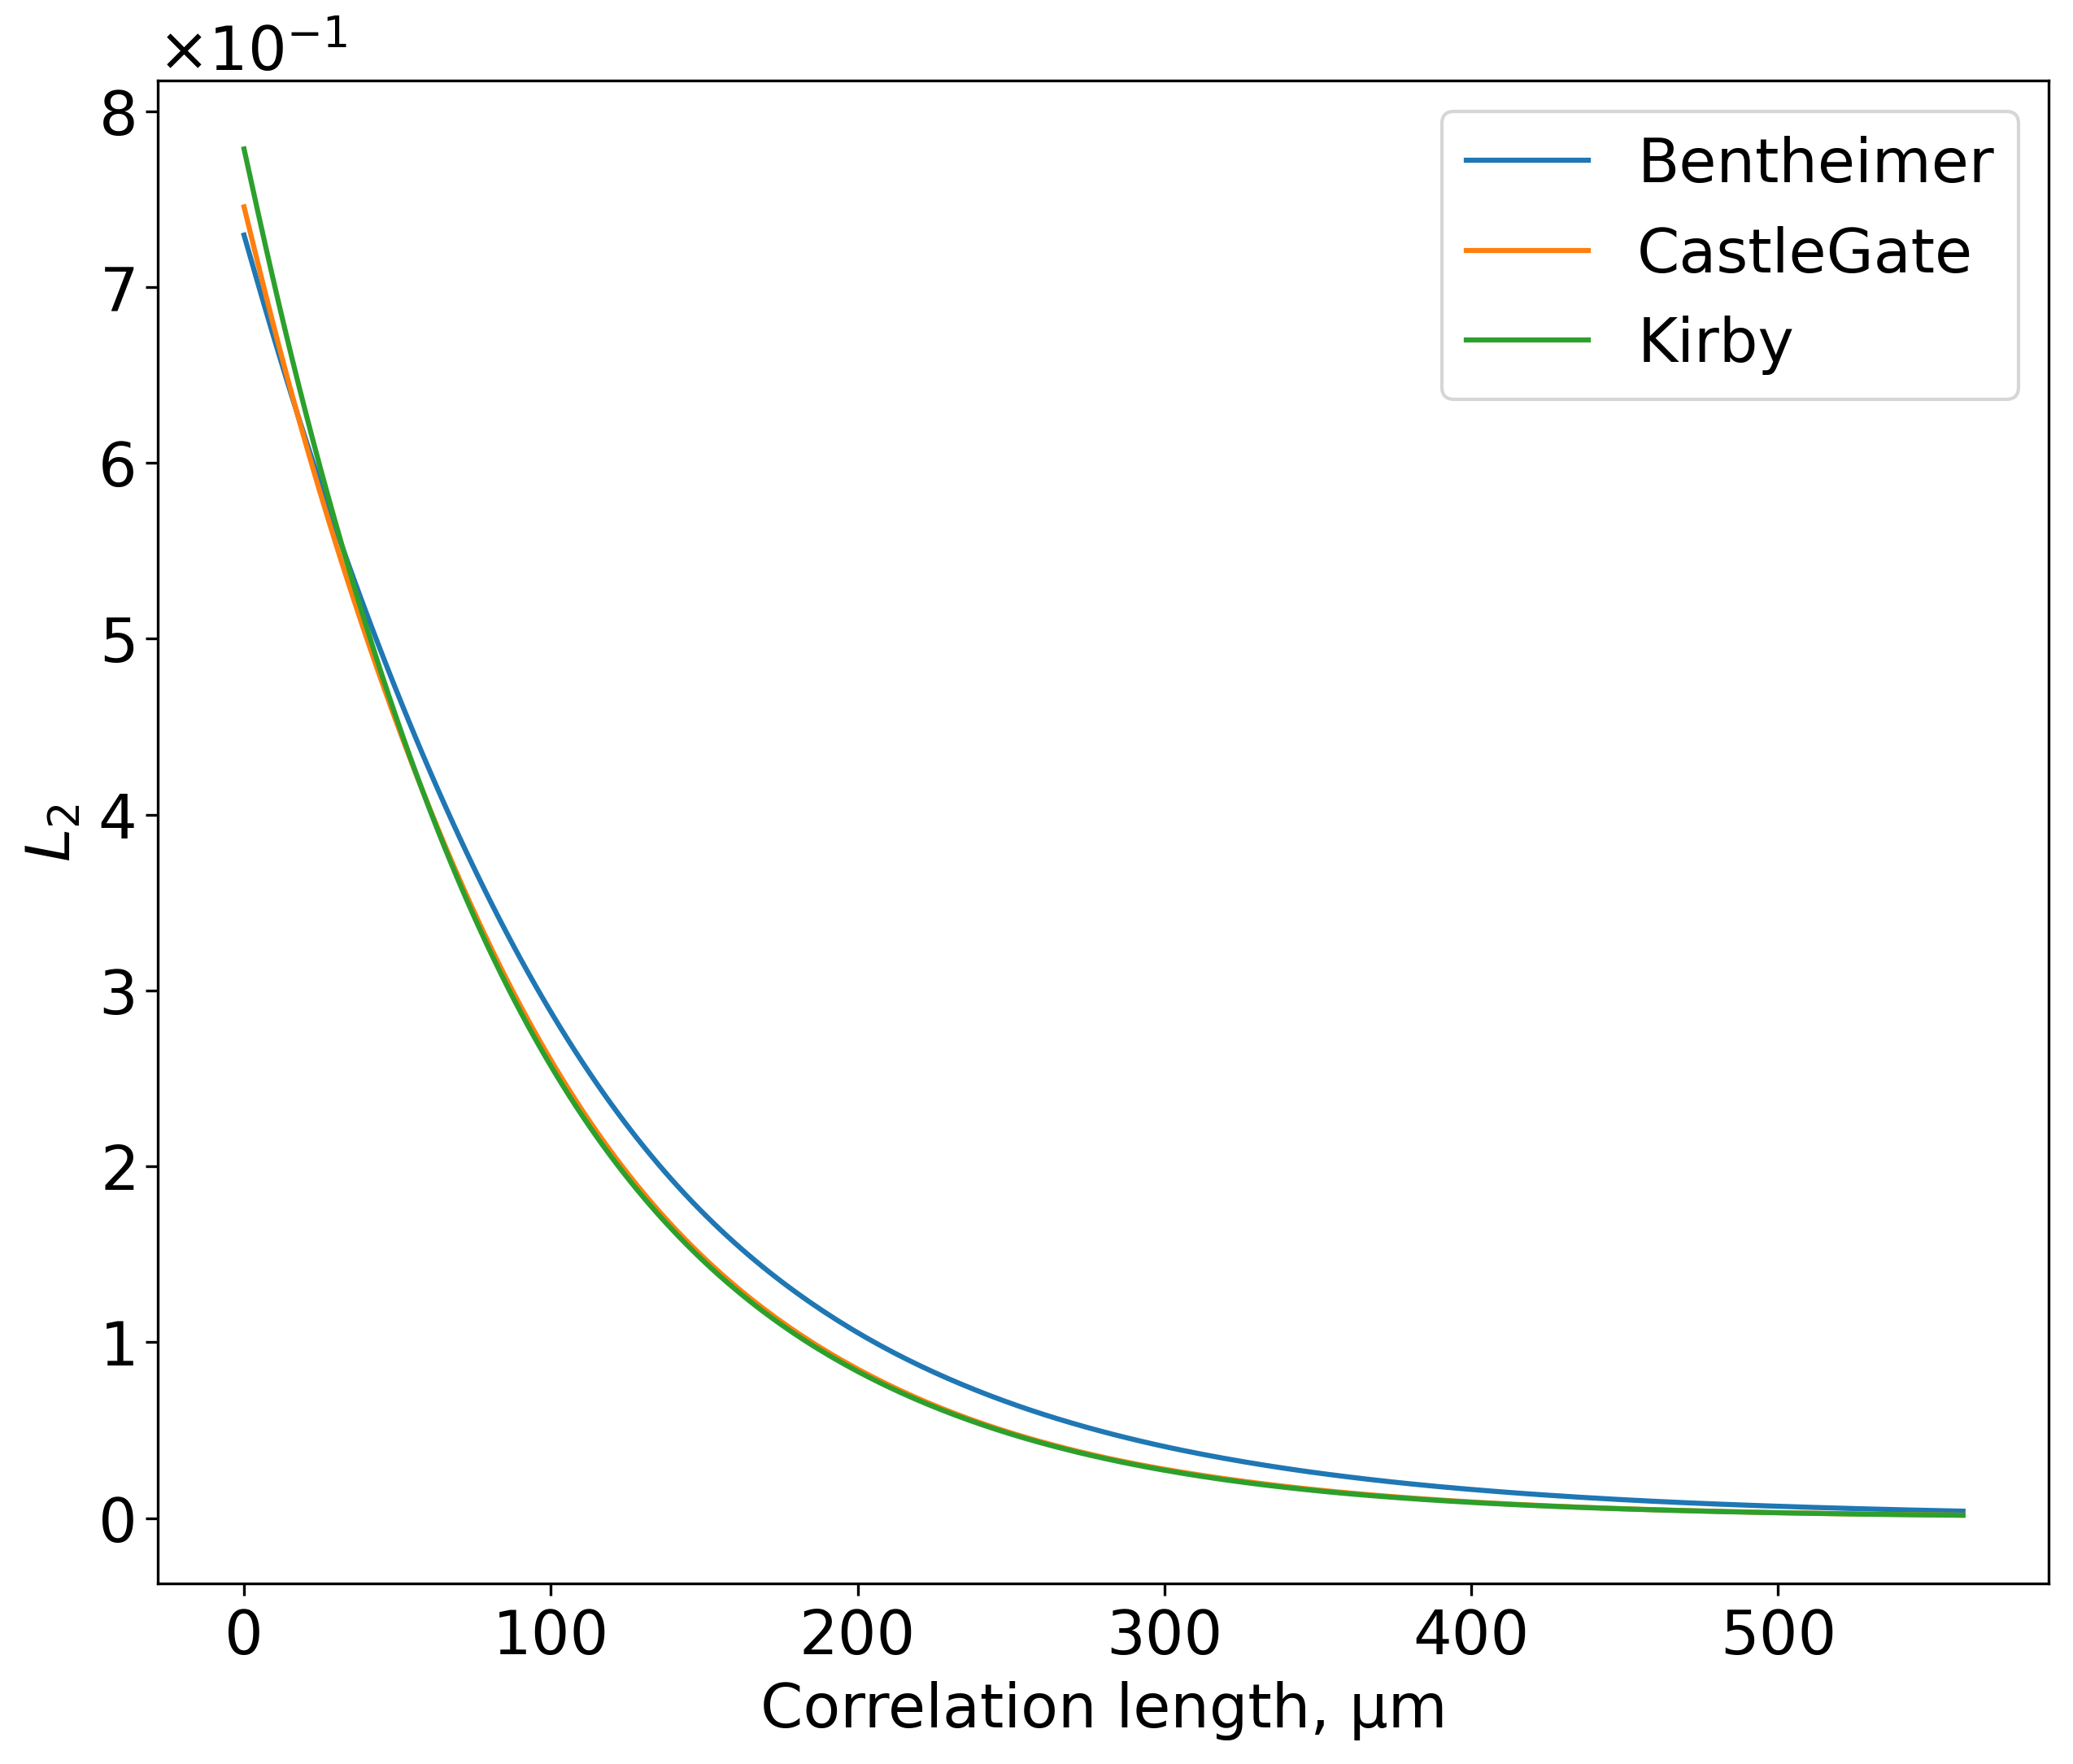 ×10⁻¹
8
7
6
5
4
3
2
1
0
L₂
Bentheimer
CastleGate
Kirby
0 100 200 300 400 500
Correlation length, µm